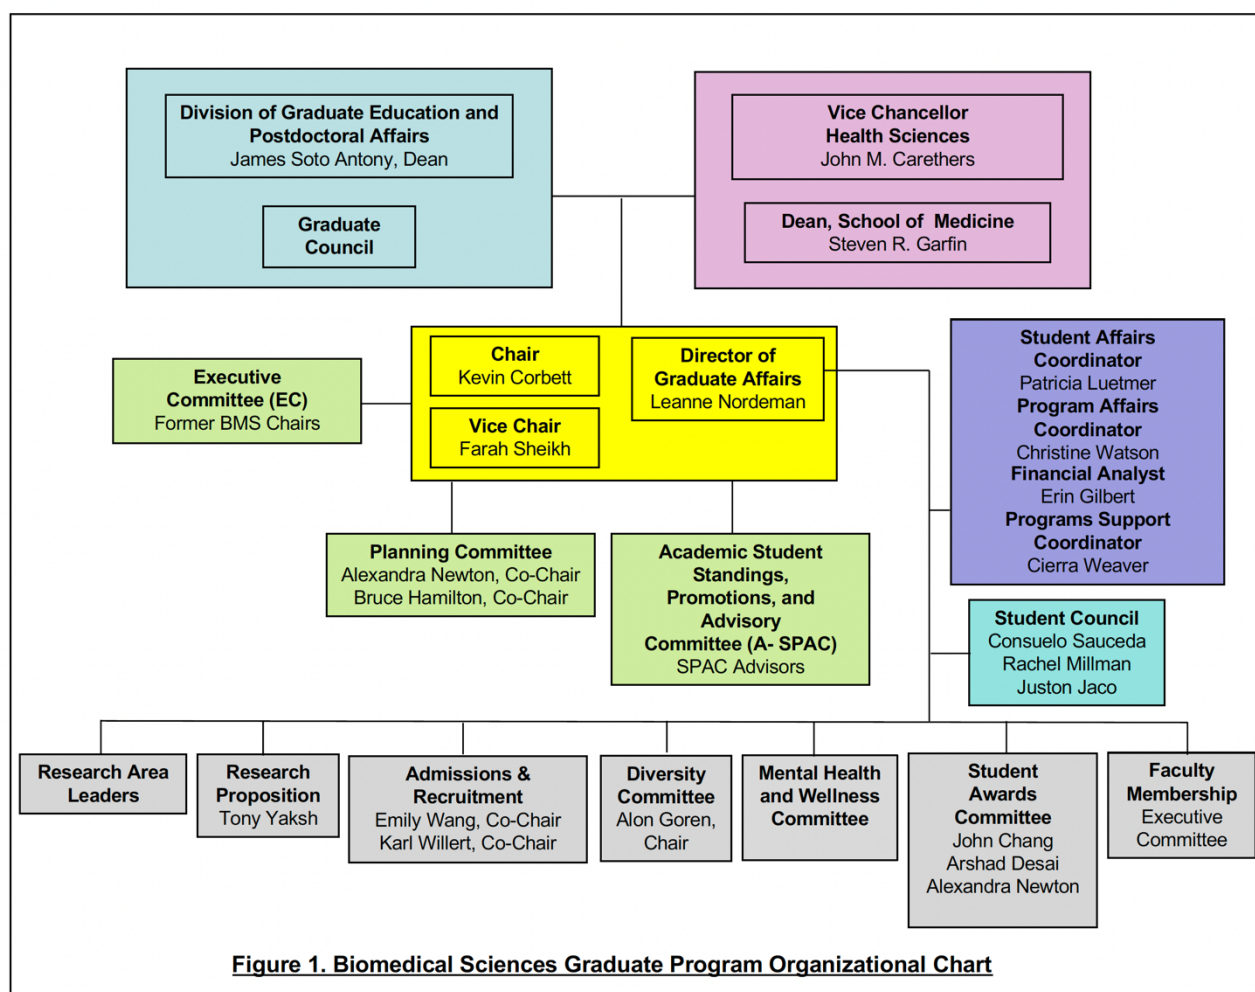 Division of Graduate Education and
Postdoctoral Affairs
James Soto Antony, Dean
Graduate
Council
Vice Chancellor
Health Sciences
John M. Carethers
Dean, School of Medicine
Steven R. Garfin
Executive
Committee (EC)
Former BMS Chairs
Chair
Kevin Corbett
Vice Chair
Farah Sheikh
Director of
Graduate Affairs
Leanne Nordeman
Student Affairs
Coordinator
Patricia Luetmer
Program Affairs
Coordinator
Christine Watson
Financial Analyst
Erin Gilbert
Programs Support
Coordinator
Cierra Weaver
Planning Committee
Alexandra Newton, Co-Chair
Bruce Hamilton, Co-Chair
Academic Student
Standings,
Promotions, and
Advisory
Committee (A- SPAC)
SPAC Advisors
Student Council
Consuelo Sauceda
Rachel Millman
Juston Jaco
Research Area
Leaders
Research
Proposition
Tony Yaksh
Admissions &
Recruitment
Emily Wang, Co-Chair
Karl Willert, Co-Chair
Diversity
Committee
Alon Goren,
Chair
Mental Health
and Wellness
Committee
Student
Awards
Committee
John Chang
Arshad Desai
Alexandra Newton
Faculty
Membership
Executive
Committee
Figure 1. Biomedical Sciences Graduate Program Organizational Chart